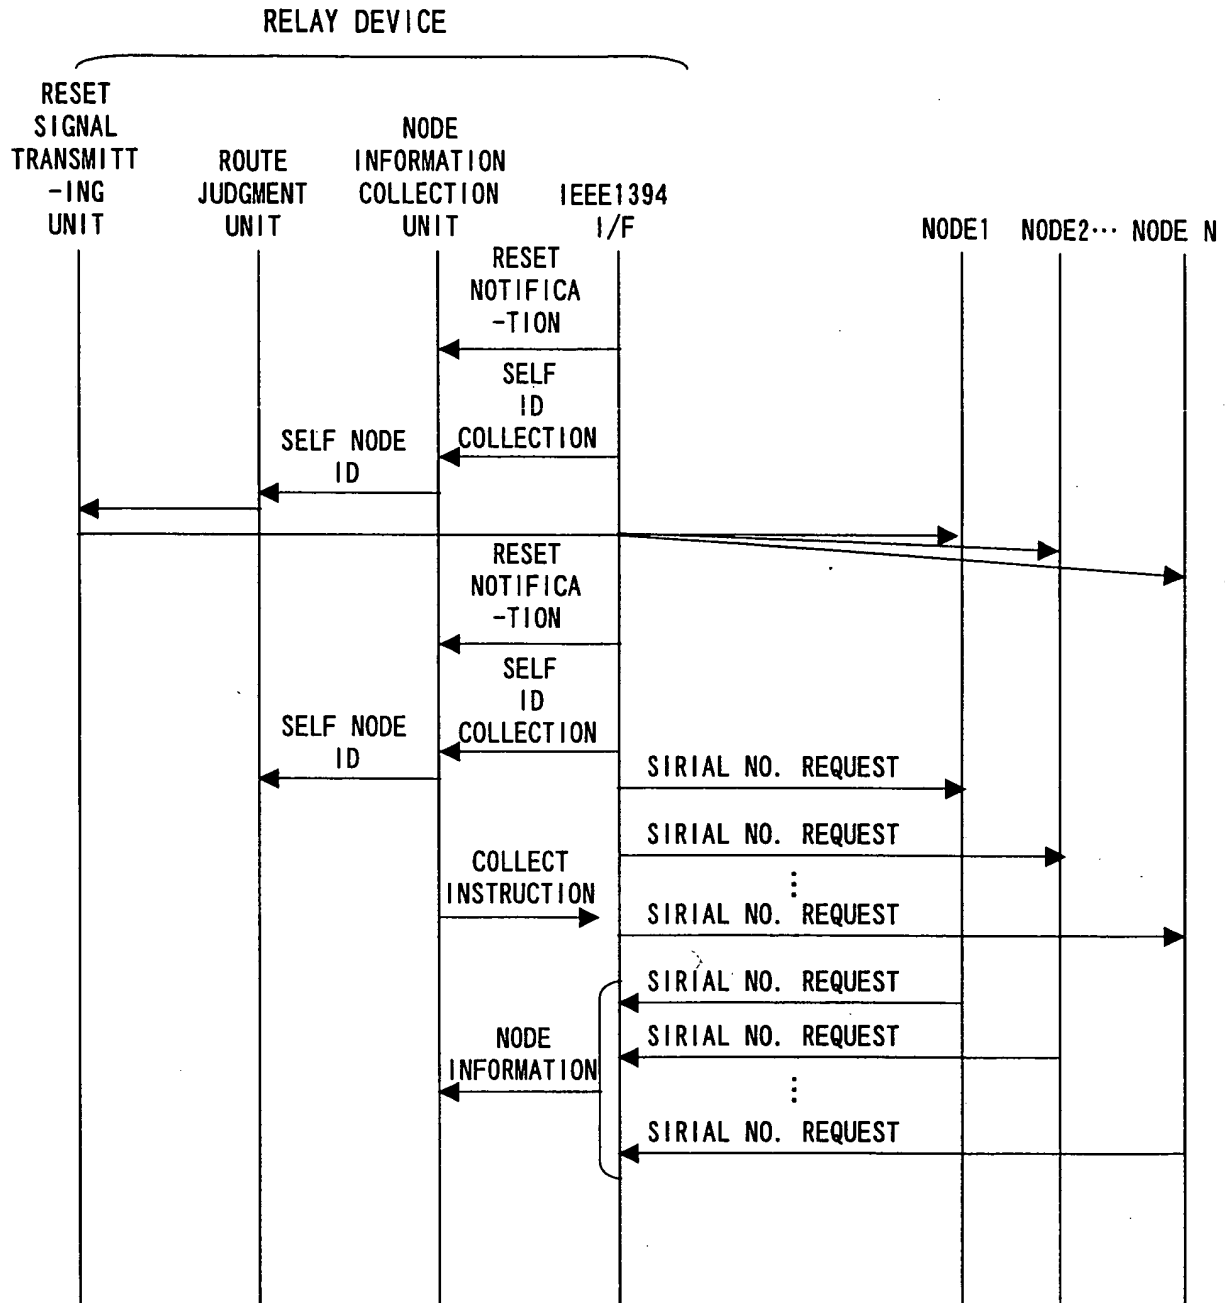 RELAY DEVICE
RESET
SIGNAL
TRANSMITT
-ING
UNIT
ROUTE
JUDGMENT
UNIT
NODE
INFORMATION
COLLECTION
UNIT
IEEE1394
I/F
NODE1
NODE2···
NODE N
RESET
NOTIFICA
-TION
SELF
ID
COLLECTION
SELF NODE
ID
RESET
NOTIFICA
-TION
SELF
ID
COLLECTION
SELF NODE
ID
SIRIAL NO. REQUEST
SIRIAL NO. REQUEST
⋮
COLLECT
INSTRUCTION
SIRIAL NO. REQUEST
SIRIAL NO. REQUEST
SIRIAL NO. REQUEST
NODE
INFORMATION
⋮
SIRIAL NO. REQUEST